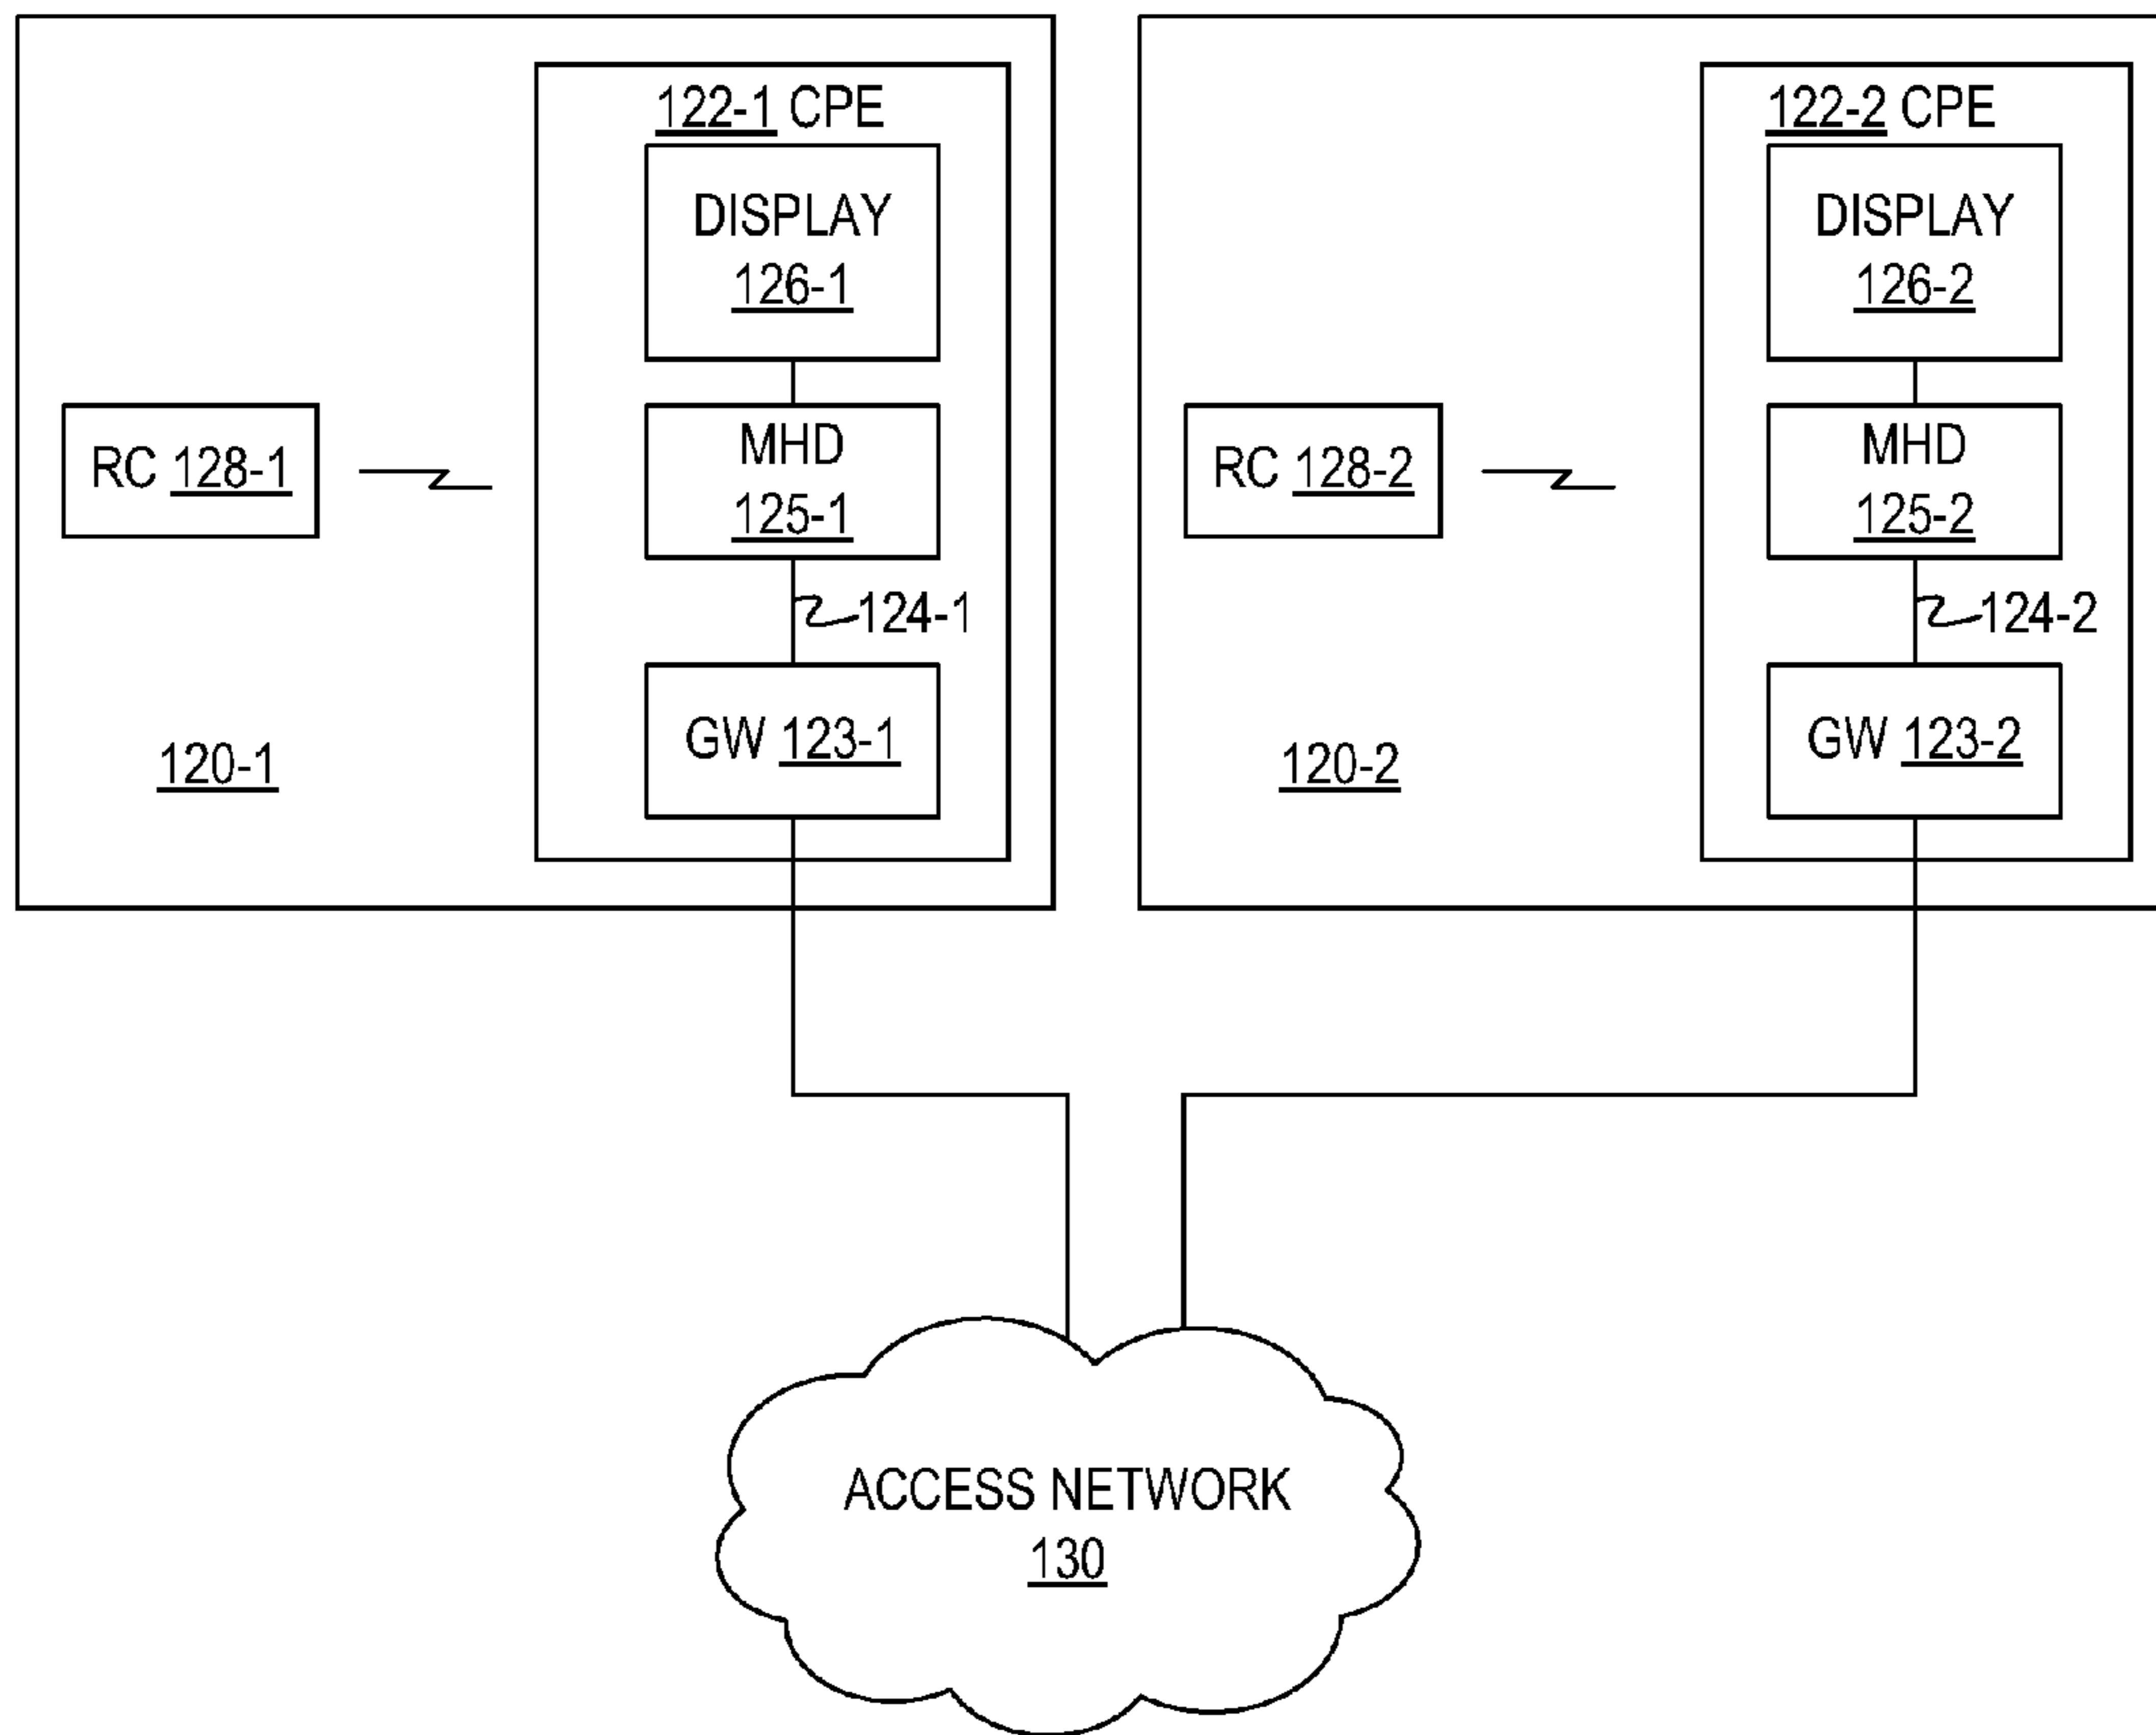 122-1 CPE
DISPLAY
126-1
RC 128-1
MHD
125-1
124-1
GW 123-1
120-1
122-2 CPE
DISPLAY
126-2
RC 128-2
MHD
125-2
124-2
GW 123-2
120-2
ACCESS NETWORK
130